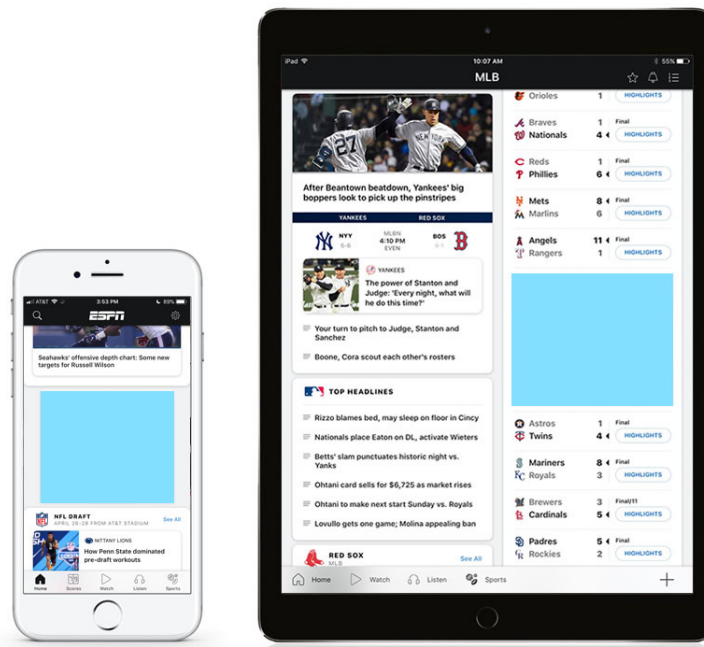 AT&T
3:53 PM
89%
ESPN
Seahawks' offensive depth chart: Some new
targets for Russell Wilson
NFL DRAFT
APRIL 26-28 FROM AT&T STADIUM
See All
NITTANY LIONS
How Penn State dominated
pre-draft workouts
Home
Scores
Watch
Listen
Sports
iPad
10:07 AM
55%
MLB
27
NEW YORK
After Beantown beatdown, Yankees' big
boppers look to pick up the pinstripes
YANKEES
RED SOX
NYY
MLBN
BOS
4:10 PM
EVEN
YANKEES
The power of Stanton and
Judge: 'Every night, what will
he do this time?'
Your turn to pitch to Judge, Stanton and
Sanchez
Boone, Cora scout each other's rosters
TOP HEADLINES
Rizzo blames bed, may sleep on floor in Cincy
Nationals place Eaton on DL, activate Wieters
Betts' slam punctuates historic night vs.
Yanks
Ohtani card sells for $6,725 as market rises
Ohtani to make next start Sunday vs. Royals
Lovullo gets one game; Molina appealing ban
RED SOX
See All
MLB
Orioles 1 HIGHLIGHTS
Braves 1 Final
Nationals 4 HIGHLIGHTS
Reds 1 Final
Phillies 6 HIGHLIGHTS
Mets 8 Final
Marlins 6 HIGHLIGHTS
Angels 11 Final
Rangers 1 HIGHLIGHTS
Astros 1 Final
Twins 4 HIGHLIGHTS
Mariners 8 Final
Royals 3 HIGHLIGHTS
Brewers 3 Final/11
Cardinals 5 HIGHLIGHTS
Padres 5 Final
Rockies 2 HIGHLIGHTS
Home
Watch
Listen
Sports